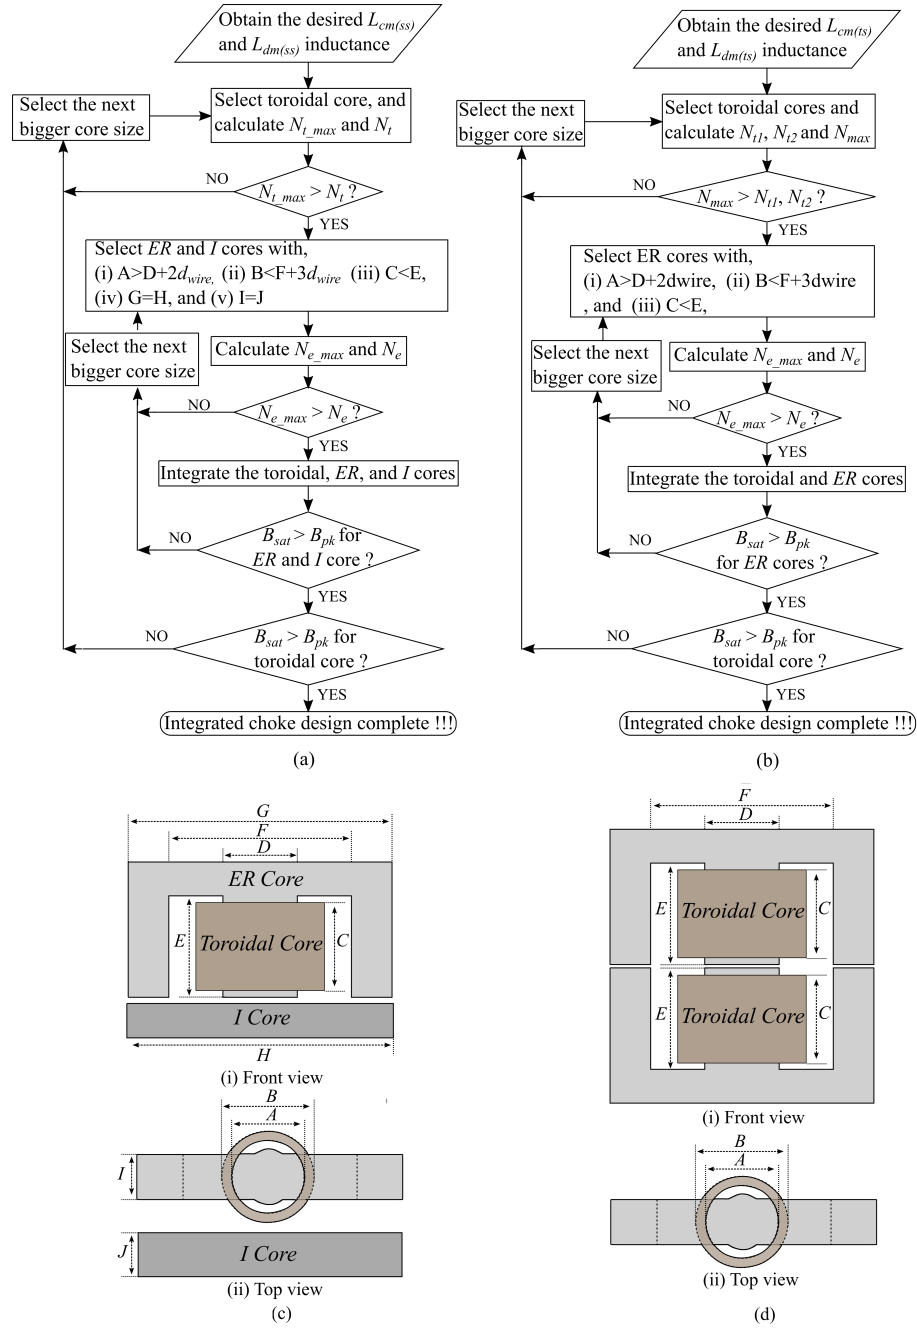 Obtain the desired Lcm(ss)
and Ldm(ss) inductance
Select the next
bigger core size
Select toroidal core, and
calculate Nt_max and Nt
NO
Nt_max > Nt ?
YES
Select ER and I cores with,
(i) A>D+2dwire, (ii) B<F+3dwire (iii) C<E,
(iv) G=H, and (v) I=J
Select the next
bigger core size
Calculate Ne_max and Ne
NO
Ne_max > Ne ?
YES
Integrate the toroidal, ER, and I cores
NO
Bsat > Bpk for
ER and I core ?
YES
NO
Bsat > Bpk for
toroidal core ?
YES
Integrated choke design complete !!!
(a)
Obtain the desired Lcm(ts)
and Ldm(ts) inductance
Select the next
bigger core size
Select toroidal cores and
calculate Nt1, Nt2 and Nmax
NO
Nmax > Nt1, Nt2 ?
YES
Select ER cores with,
(i) A>D+2dwire, (ii) B<F+3dwire
, and (iii) C<E,
Select the next
bigger core size
Calculate Ne_max and Ne
NO
Ne_max > Ne ?
YES
Integrate the toroidal and ER cores
NO
Bsat > Bpk
for ER cores ?
YES
NO
Bsat > Bpk for
toroidal core ?
YES
Integrated choke design complete !!!
(b)
G
F
D
ER Core
E
Toroidal Core
C
I Core
H
(i) Front view
B
A
I
J
I Core
(ii) Top view
(c)
F
D
E
Toroidal Core
C
E
Toroidal Core
C
(i) Front view
B
A
(ii) Top view
(d)